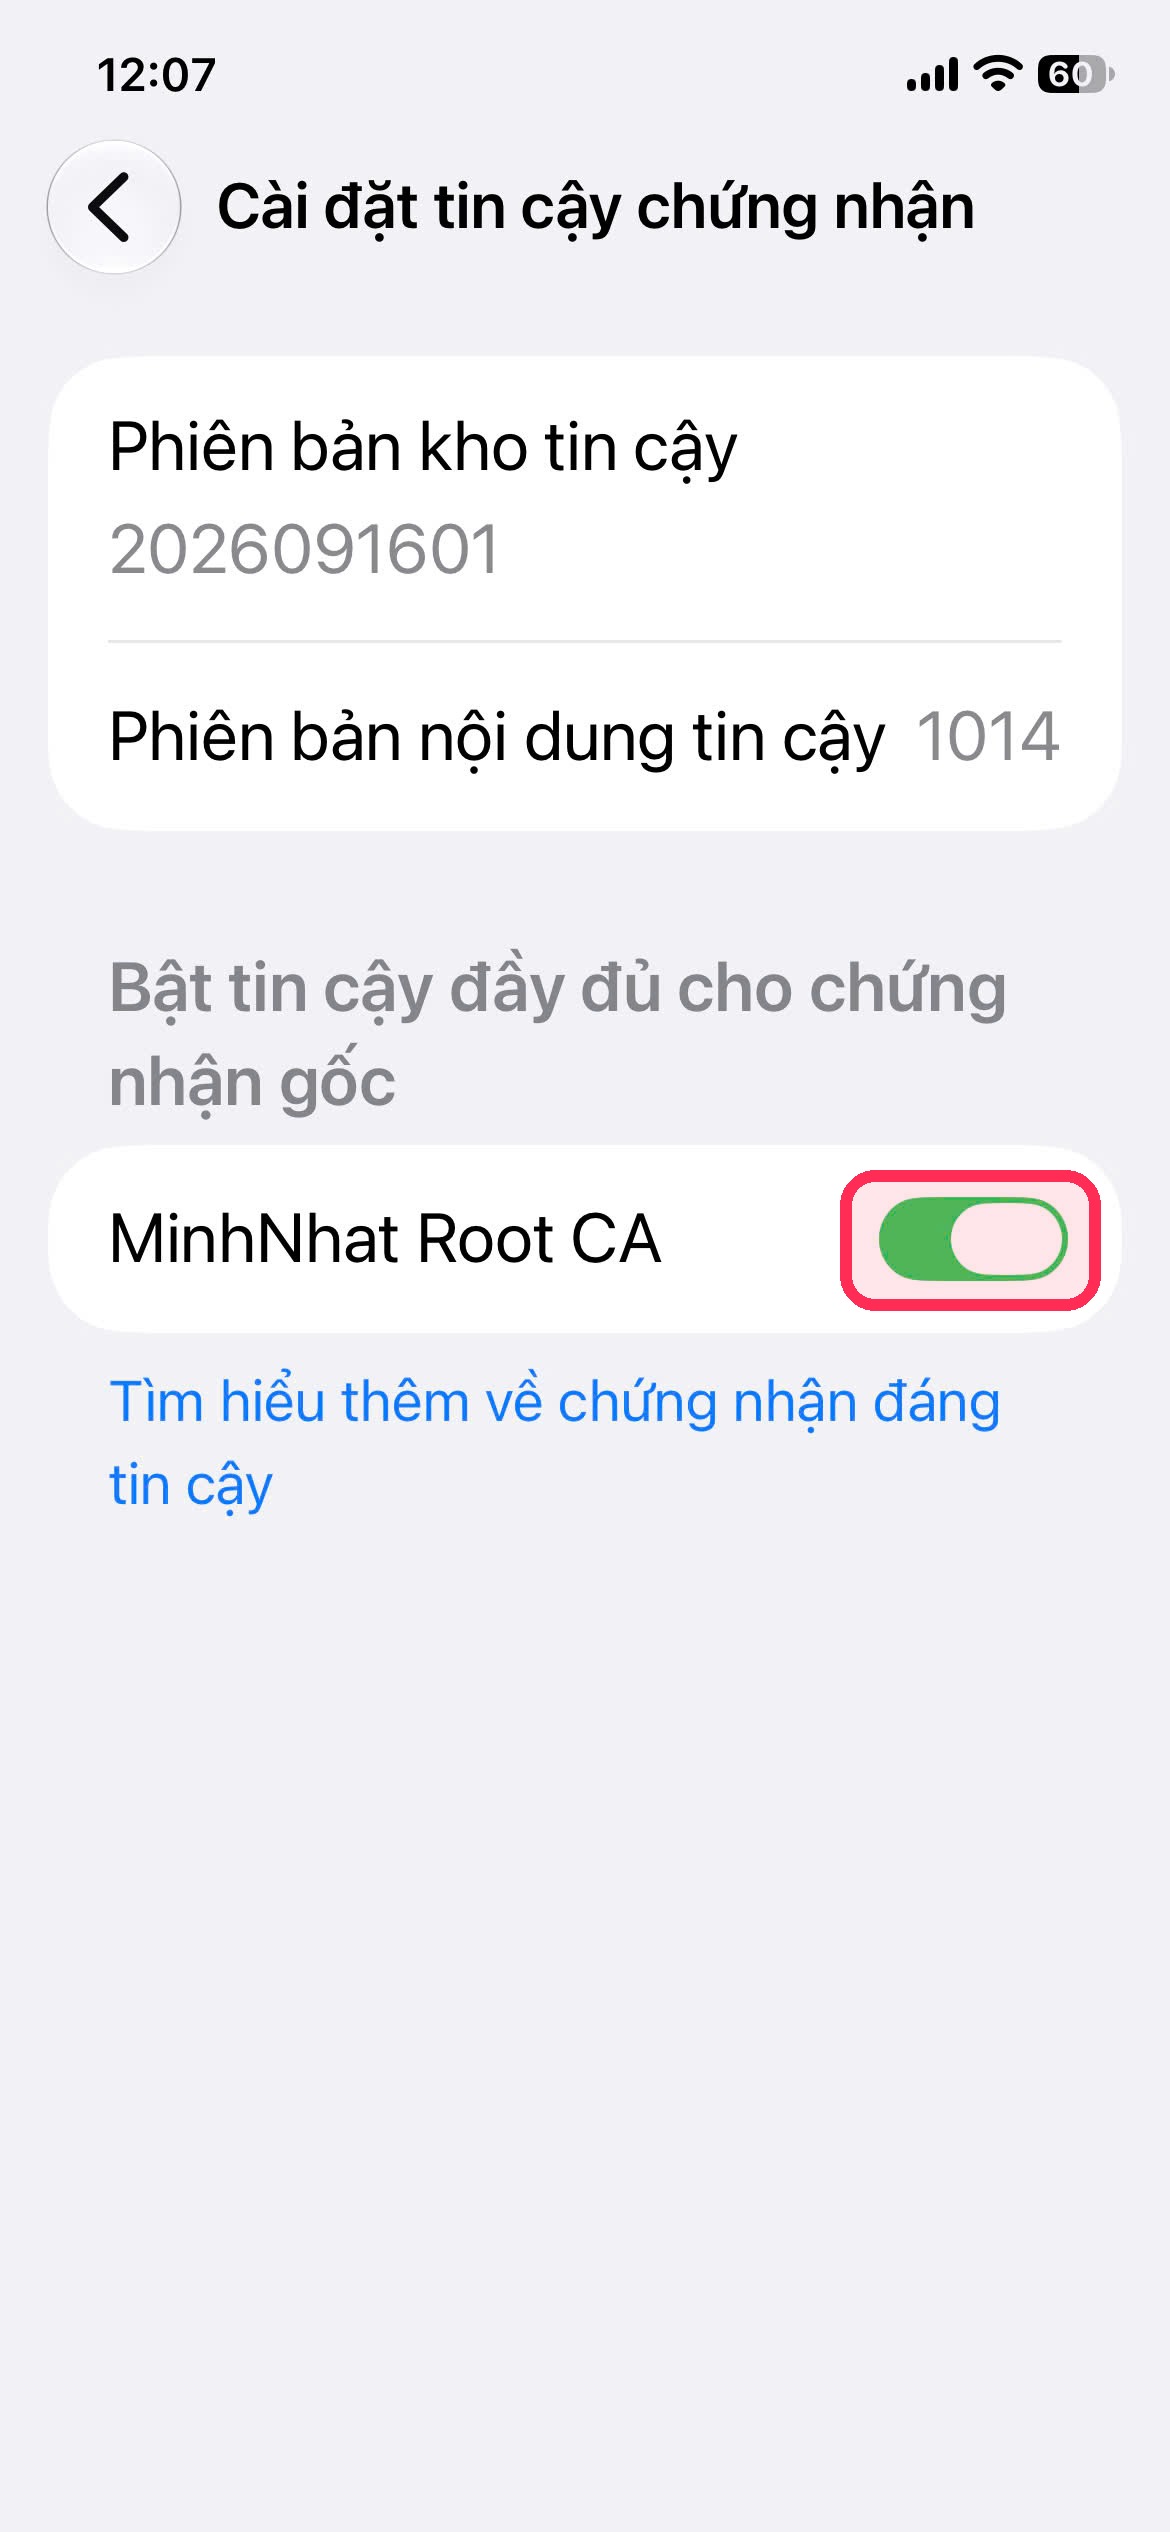 12:07
60
Cài đặt tin cậy chứng nhận
Phiên bản kho tin cậy
2026091601
Phiên bản nội dung tin cậy 1014
Bật tin cậy đầy đủ cho chứng
nhận gốc
MinhNhat Root CA
Tìm hiểu thêm về chứng nhận đáng
tin cậy